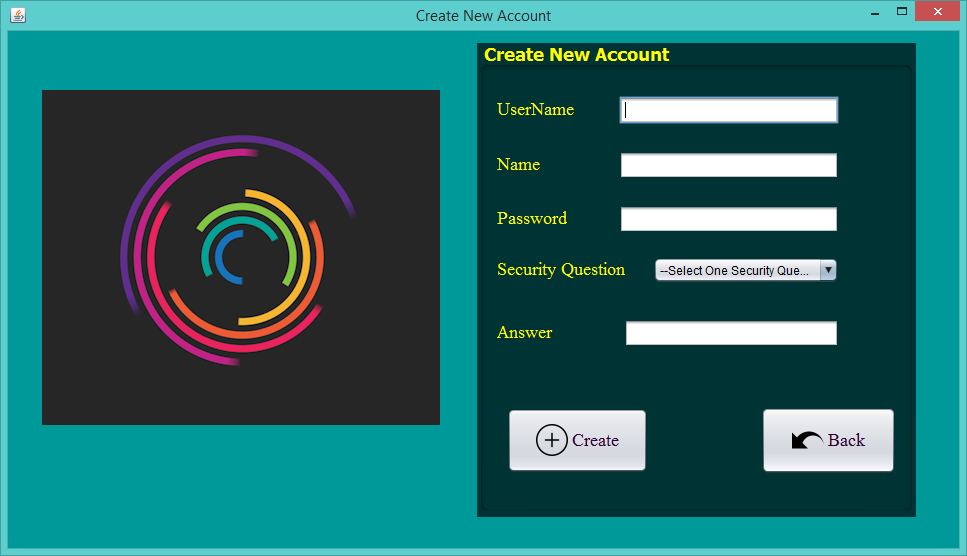 Create New Account
Create New Account
UserName
Name
Password
Security Question
--Select One Security Que...
Answer
Create
Back